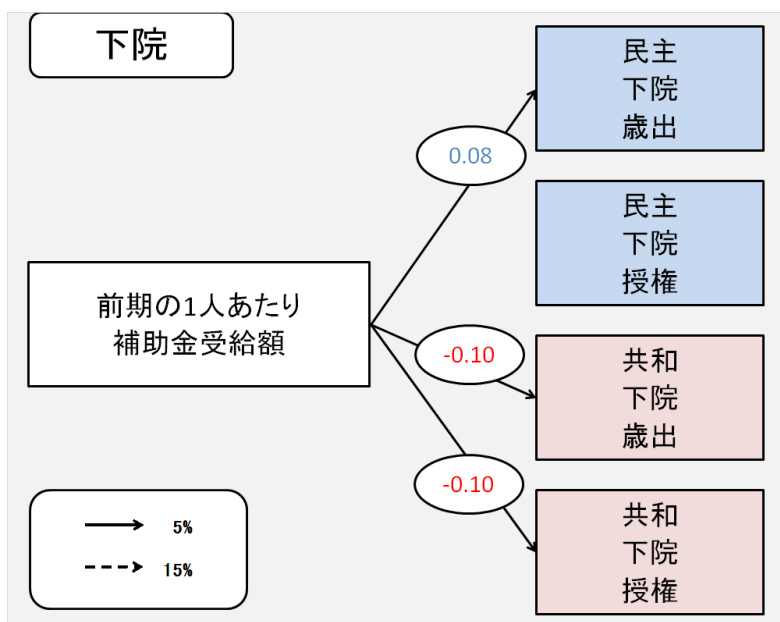 下院
民主
下院
歳出
0.08
民主
下院
授権
前期の1人あたり
補助金受給額
-0.10
共和
下院
歳出
-0.10
共和
下院
授権
5%
15%